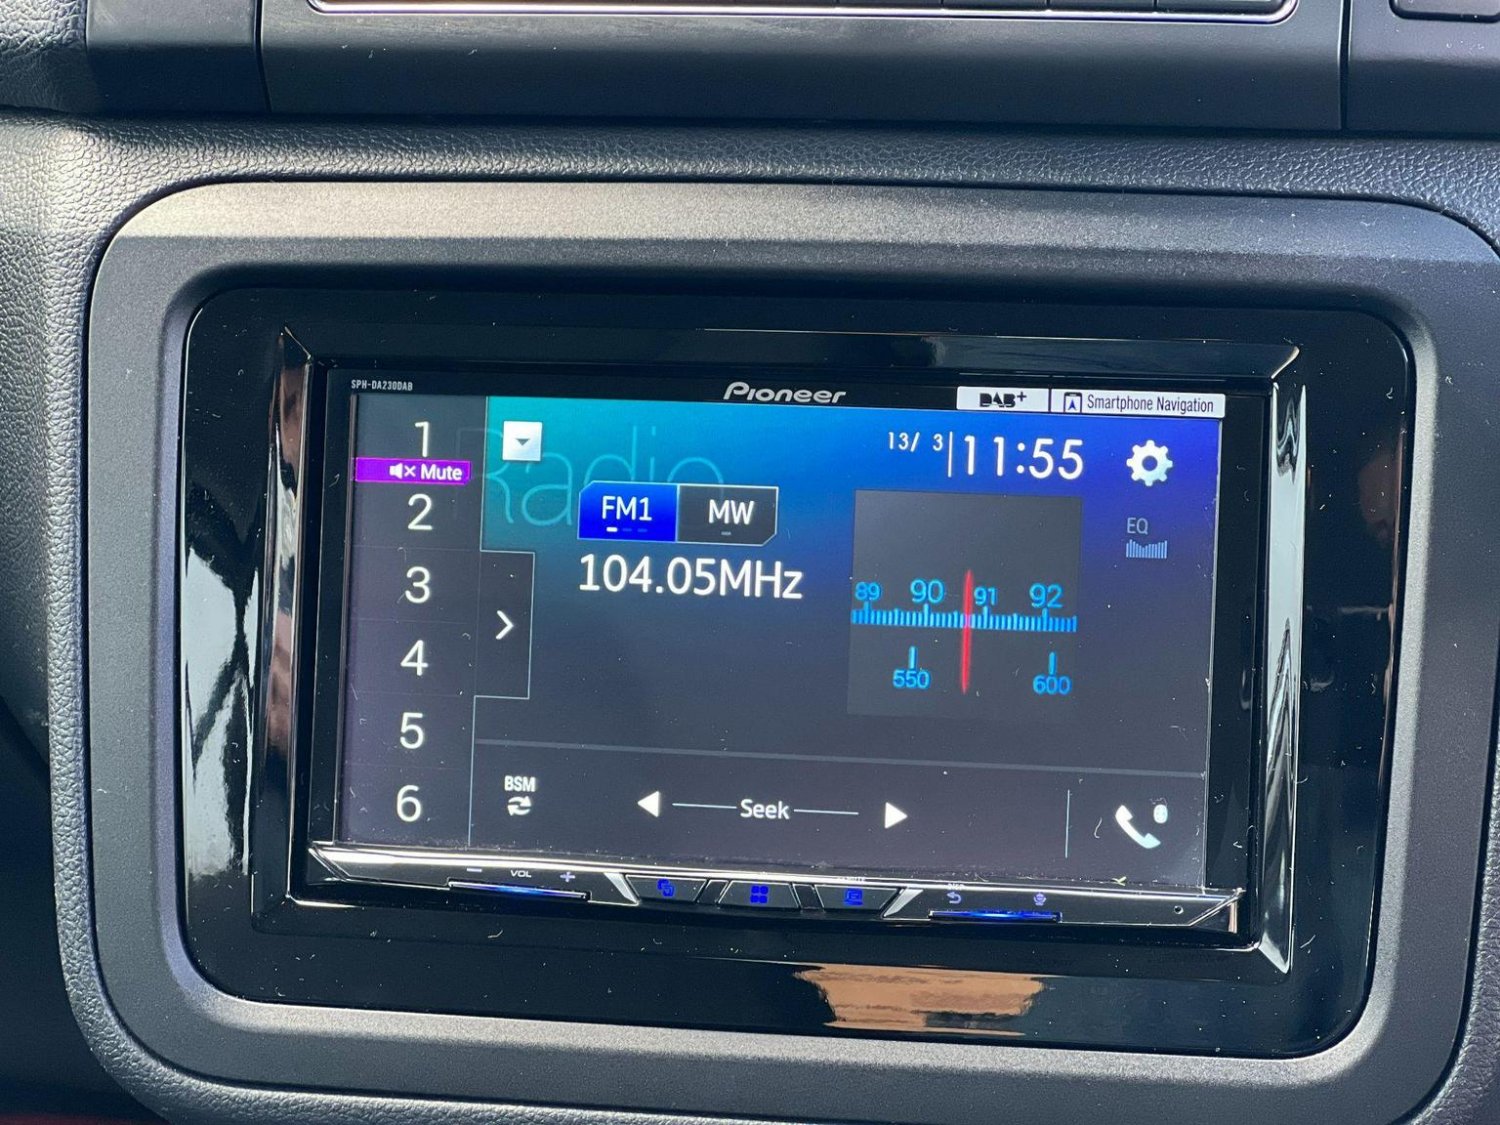 SPH-DA230DAB
Pioneer
DAB+
Smartphone Navigation
Radio
13/ 3
11:55
1
Mute
2
3
4
5
6
FM1
MW
104.05MHz
EQ
89 90 91 92
550 600
BSM
Seek
− VOL +